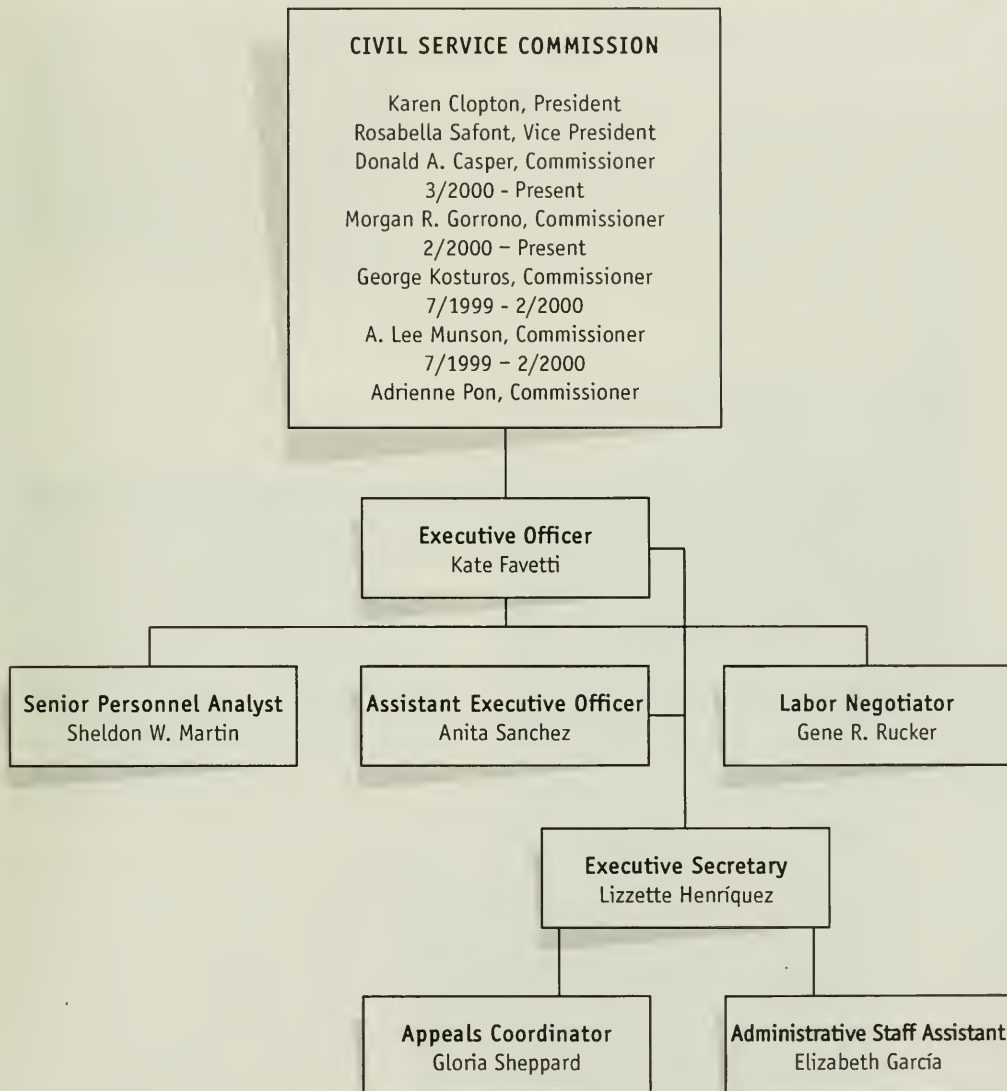 CIVIL SERVICE COMMISSION
Karen Clopton, President
Rosabella Safont, Vice President
Donald A. Casper, Commissioner
3/2000 - Present
Morgan R. Gorrono, Commissioner
2/2000 – Present
George Kosturos, Commissioner
7/1999 - 2/2000
A. Lee Munson, Commissioner
7/1999 – 2/2000
Adrienne Pon, Commissioner
Executive Officer
Kate Favetti
Senior Personnel Analyst
Sheldon W. Martin
Assistant Executive Officer
Anita Sanchez
Labor Negotiator
Gene R. Rucker
Executive Secretary
Lizzette Henríquez
Appeals Coordinator
Gloria Sheppard
Administrative Staff Assistant
Elizabeth García